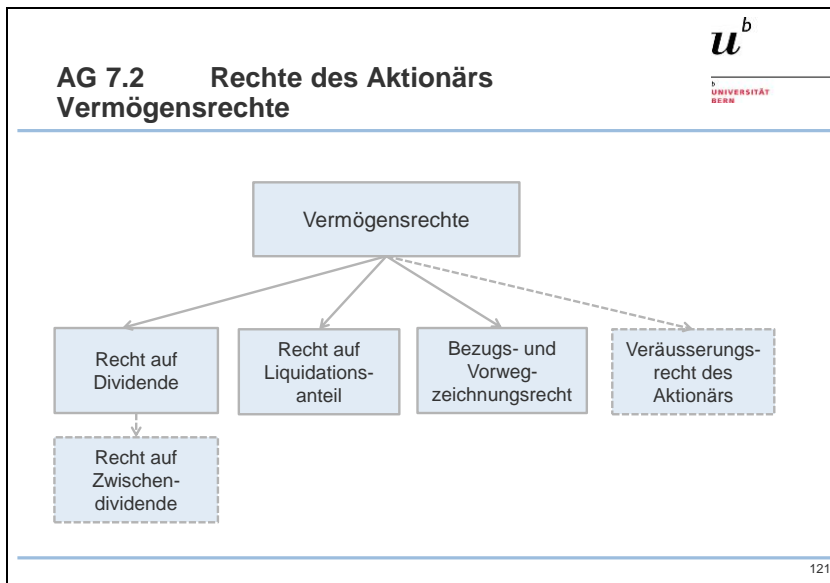 AG 7.2 Rechte des Aktionärs
Vermögensrechte
u^b
b
UNIVERSITÄT
BERN
Vermögensrechte
Recht auf
Dividende
Recht auf
Liquidations-
anteil
Bezugs- und
Vorweg-
zeichnungsrecht
Veräusserungs-
recht des
Aktionärs
Recht auf
Zwischen-
dividende
121